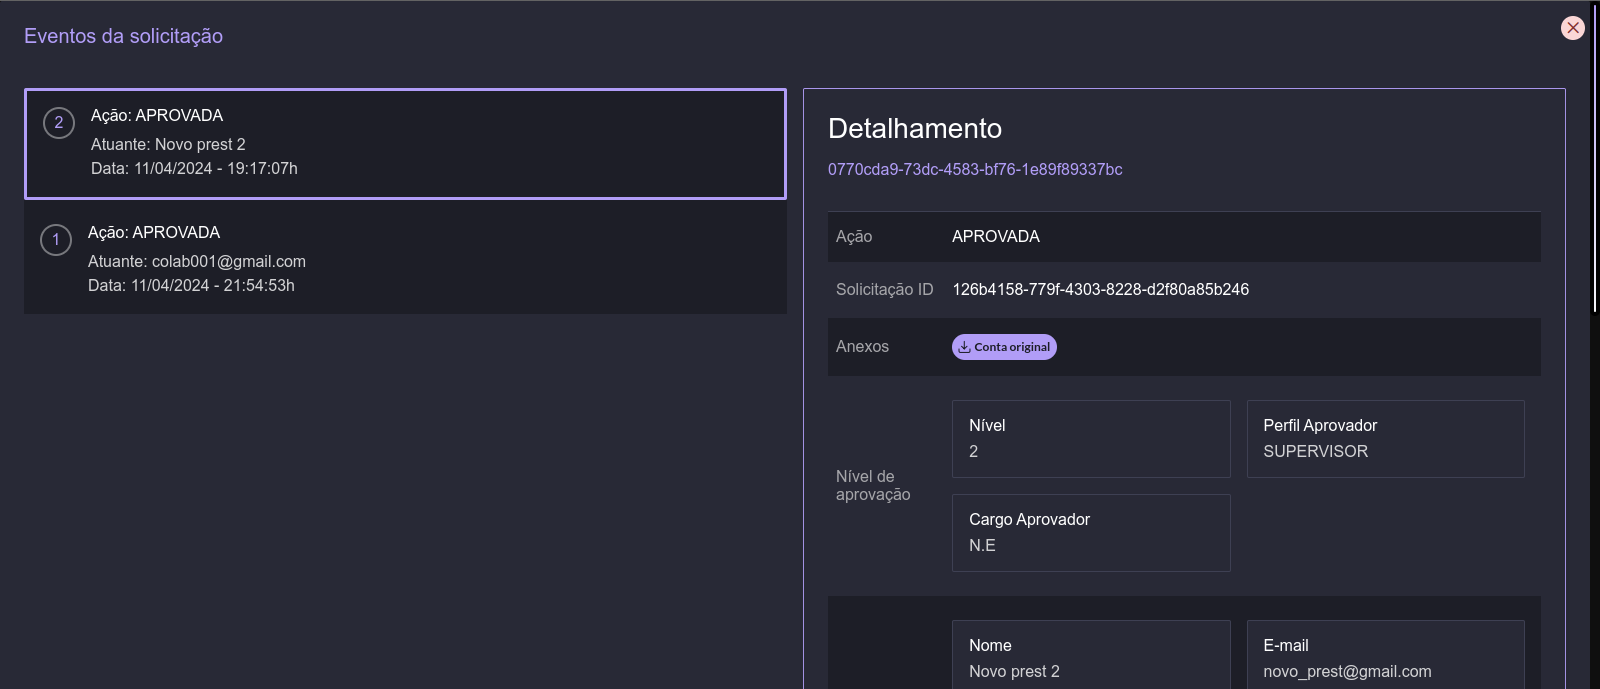 Eventos da solicitação
2
Ação: APROVADA
Atuante: Novo prest 2
Data: 11/04/2024 - 19:17:07h
1
Ação: APROVADA
Atuante: colab001@gmail.com
Data: 11/04/2024 - 21:54:53h
Detalhamento
0770cda9-73dc-4583-bf76-1e89f89337bc
Ação APROVADA
Solicitação ID 126b4158-779f-4303-8228-d2f80a85b246
Anexos Conta original
Nível de
aprovação
Nível
2
Perfil Aprovador
SUPERVISOR
Cargo Aprovador
N.E
Nome
Novo prest 2
E-mail
novo_prest@gmail.com